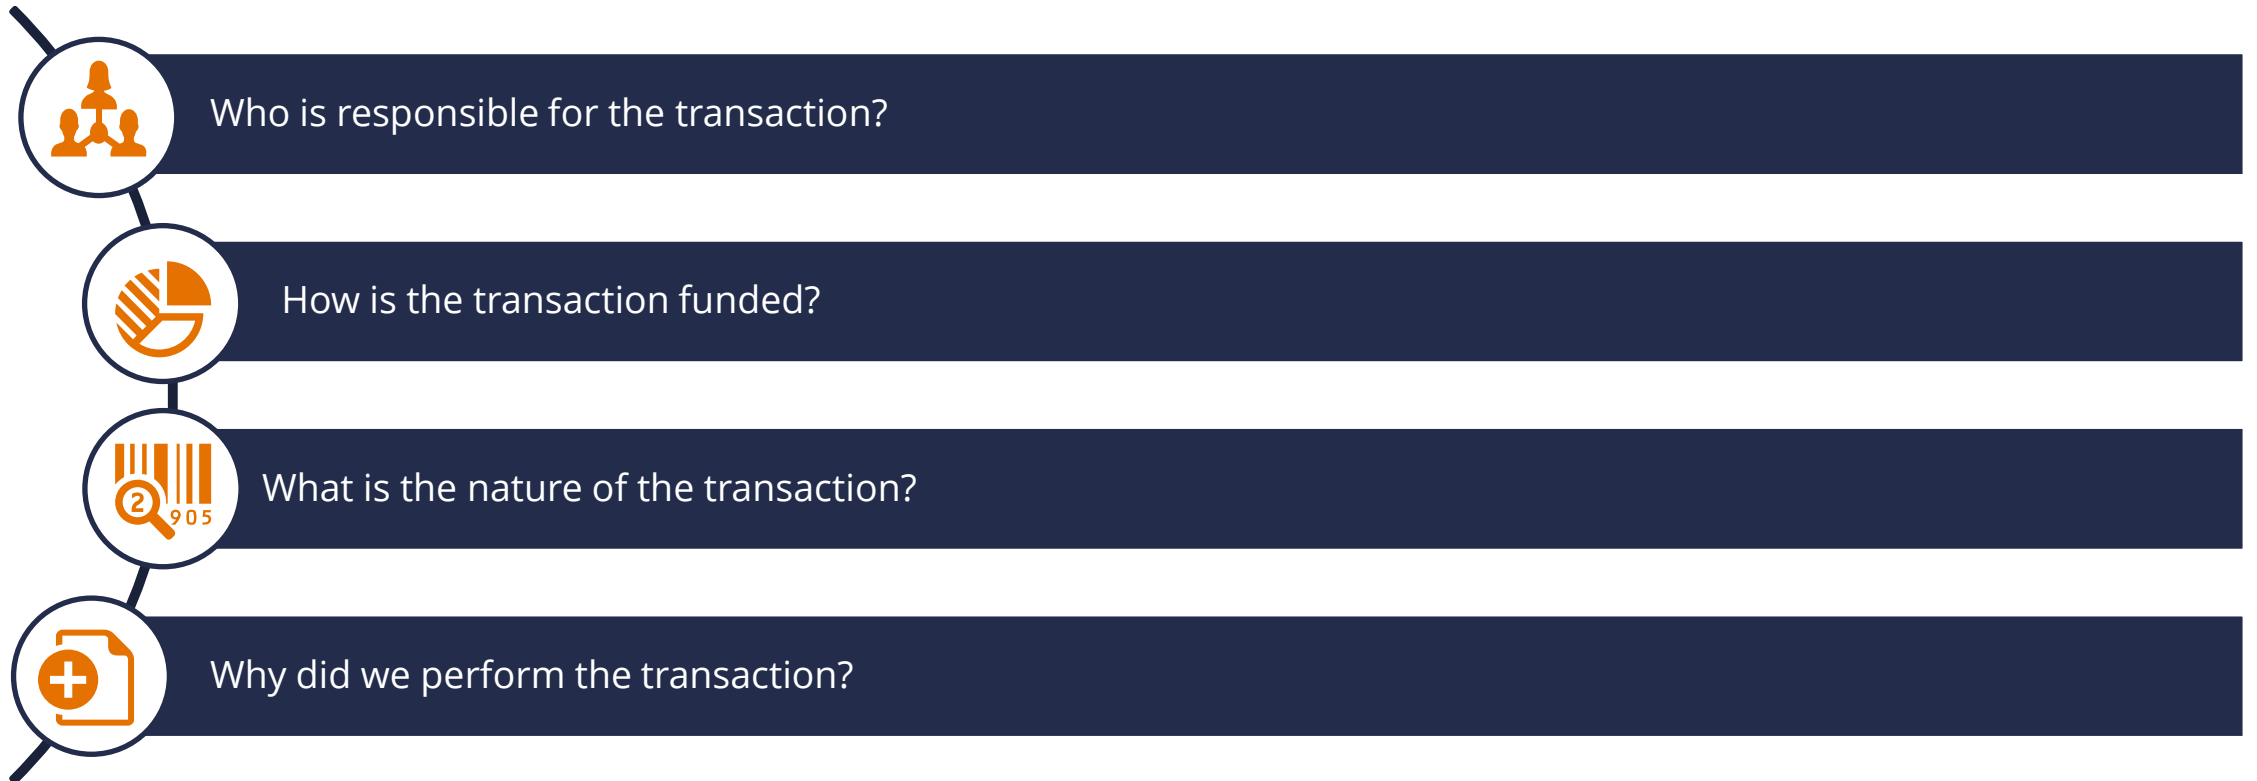 Who is responsible for the transaction?
How is the transaction funded?
2
905
What is the nature of the transaction?
Why did we perform the transaction?